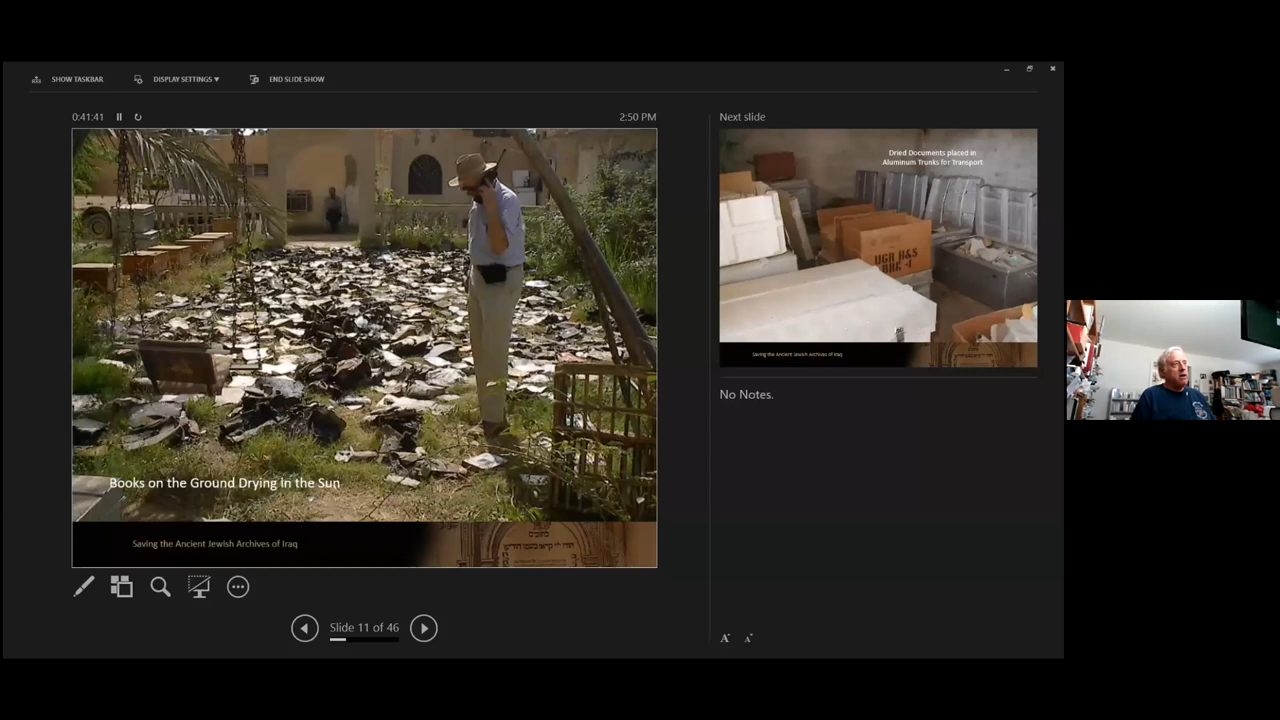 SHOW TASKBAR
DISPLAY SETTINGS ▾
END SLIDE SHOW
0:41:41
2:50 PM
Books on the Ground Drying in the Sun
Saving the Ancient Jewish Archives of Iraq
Slide 11 of 46
Next slide
Dried Documents placed in
Aluminum Trunks for Transport
Saving the Ancient Jewish Archives of Iraq
No Notes.
A
A